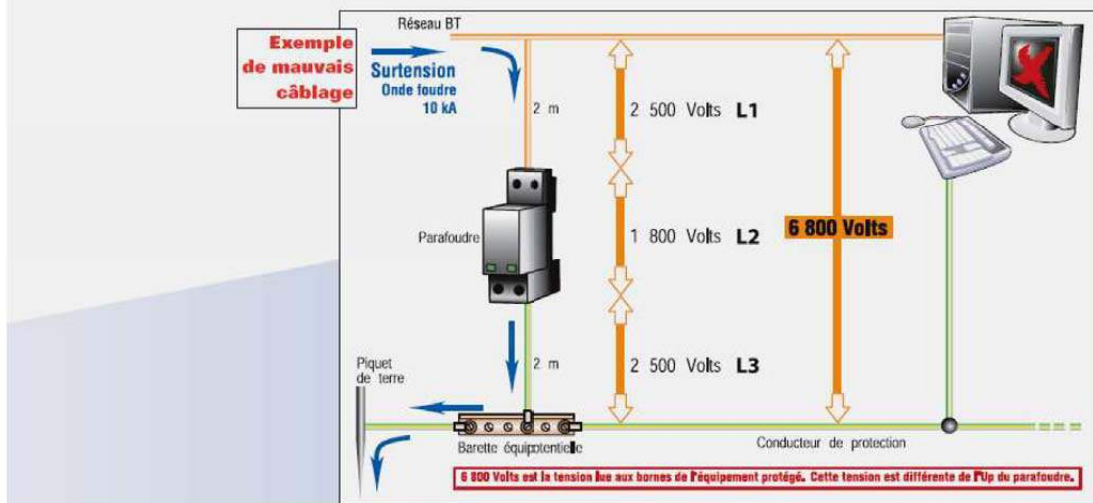 Réseau BT
Exemple
de mauvais
câblage
Surtension
Onde foudre
10 kA
2 m
2 500 Volts L1
Parafoudre
1 800 Volts L2
6 800 Volts
2 m
2 500 Volts L3
Piquet
de terre
Barette équipotentielle
Conducteur de protection
6 800 Volts est la tension lue aux bornes de l'équipement protégé. Cette tension est différente de l'Up du parafoudre.